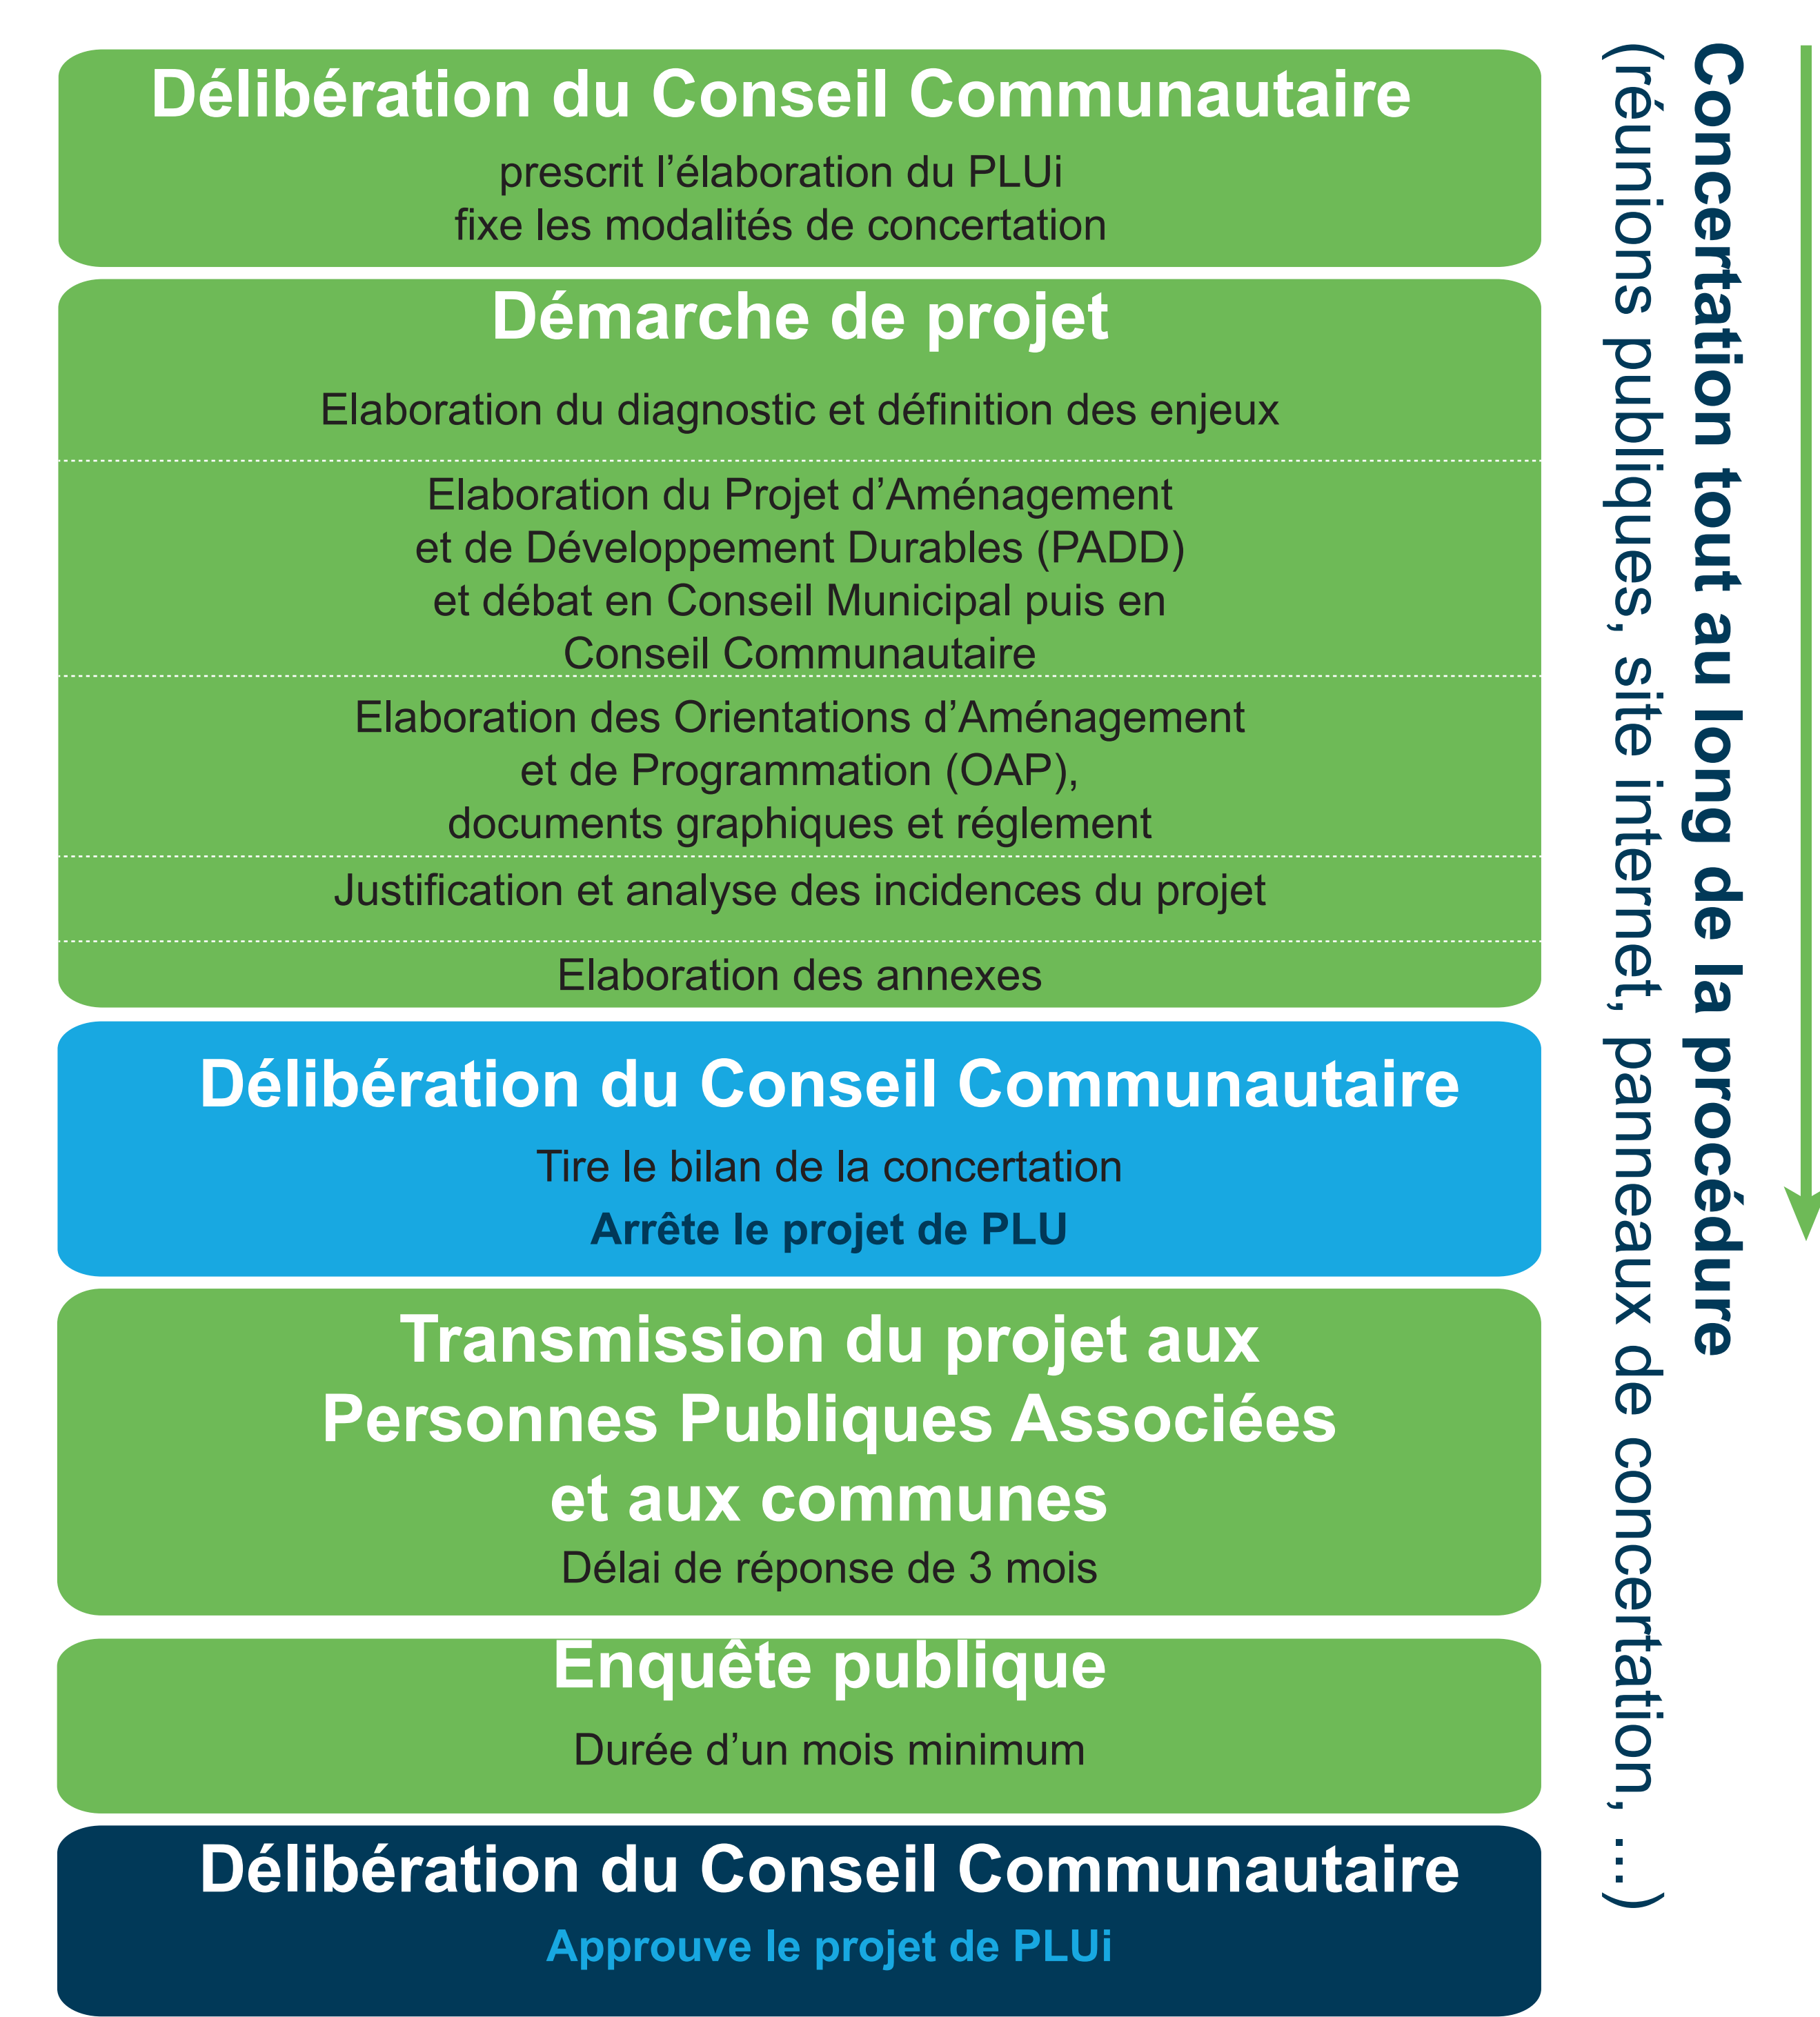 Délibération du Conseil Communautaire
prescrit l’élaboration du PLUi
fixe les modalités de concertation
Démarche de projet
Elaboration du diagnostic et définition des enjeux
Elaboration du Projet d’Aménagement
et de Développement Durables (PADD)
et débat en Conseil Municipal puis en
Conseil Communautaire
Elaboration des Orientations d’Aménagement
et de Programmation (OAP),
documents graphiques et réglement
Justification et analyse des incidences du projet
Elaboration des annexes
Délibération du Conseil Communautaire
Tire le bilan de la concertation
Arrête le projet de PLU
Transmission du projet aux
Personnes Publiques Associées
et aux communes
Délai de réponse de 3 mois
Enquête publique
Durée d’un mois minimum
Délibération du Conseil Communautaire
Approuve le projet de PLUi
Concertation tout au long de la procédure
(réunions publiques, site internet, panneaux de concertation, ...)